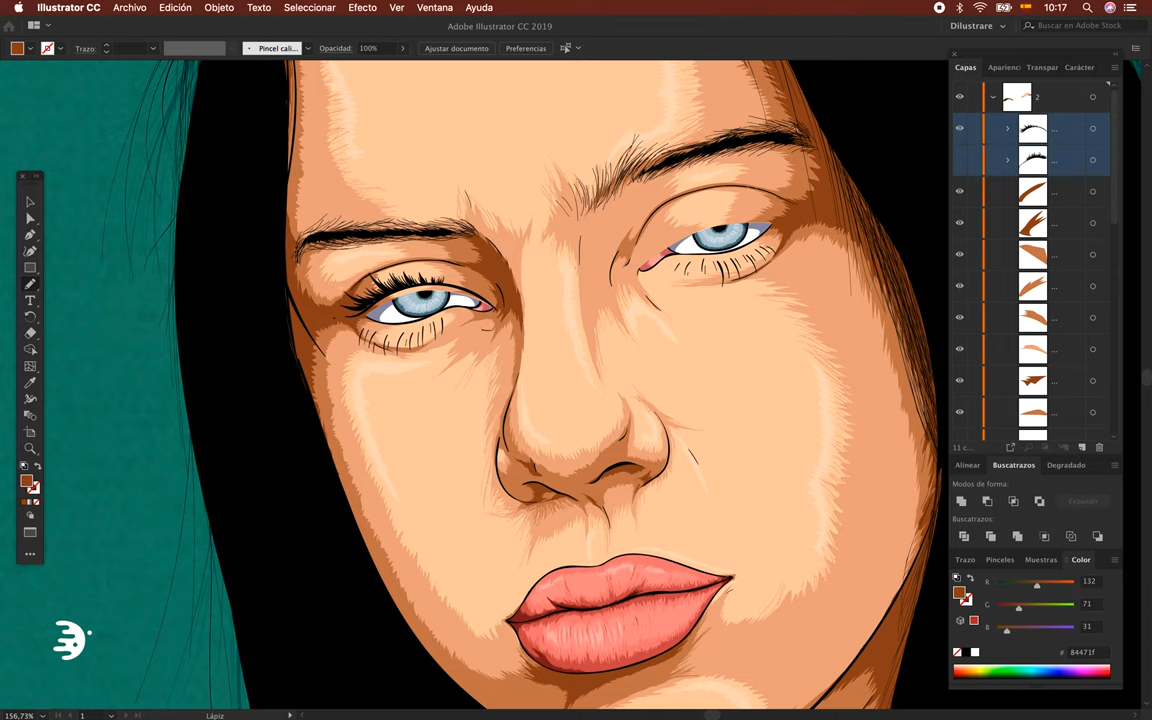 Illustrator CC Archivo Edición Objeto Texto Seleccionar Efecto Ver Ventana Ayuda 10:17
Adobe Illustrator CC 2019 Dilustrare Buscar en Adobe Stock
Trazo: Pincel cali... Opacidad: 100% Ajustar documento Preferencias
Capas Aparienc Transpar Carácter
2
...
...
...
...
...
...
...
...
...
...
11 c...
Alinear Buscatrazos Degradado
Modos de forma:
Expandir
Buscatrazos:
Trazo Pinceles Muestras Color
R 132
G 71
B 31
# 84471f
156,73% 1 Lápiz